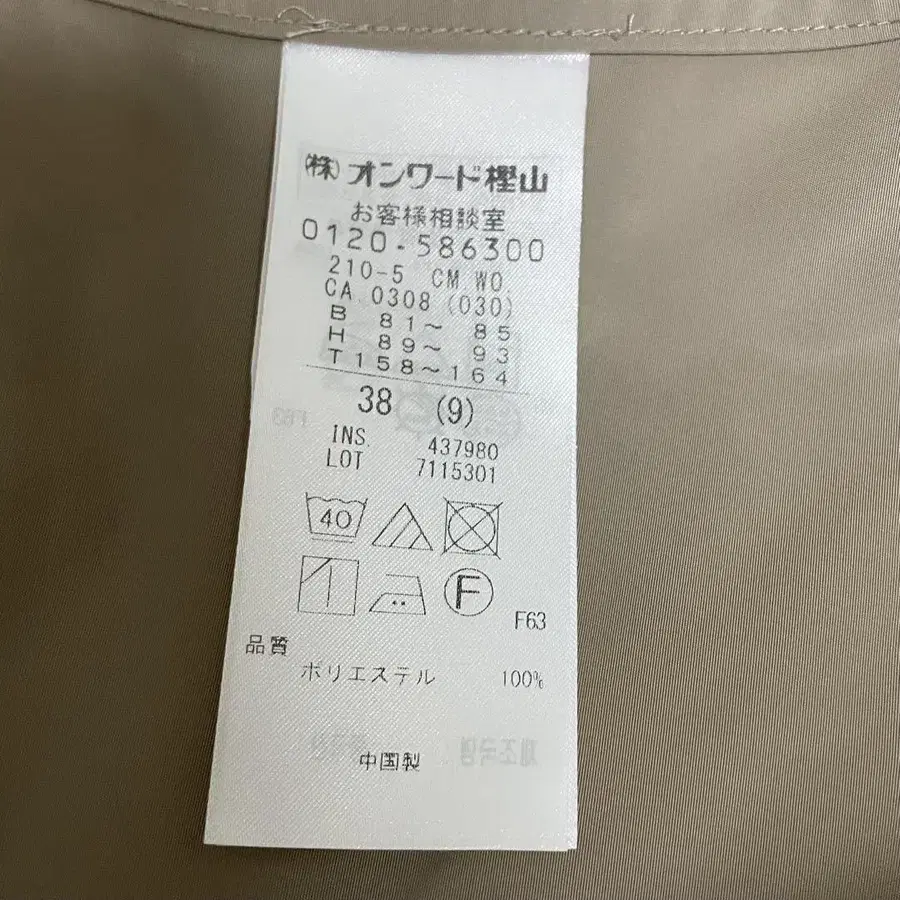 (株)オンワード樫山
お客様相談室
0120-586300
210-5 CM.WO.
CA.0308 (030)
B 81～ 85
H 89～ 93
T 158～164
38 (9)
INS. 437980
LOT 7115301
40
F
F63
品質
ポリエステル 100%
中国製